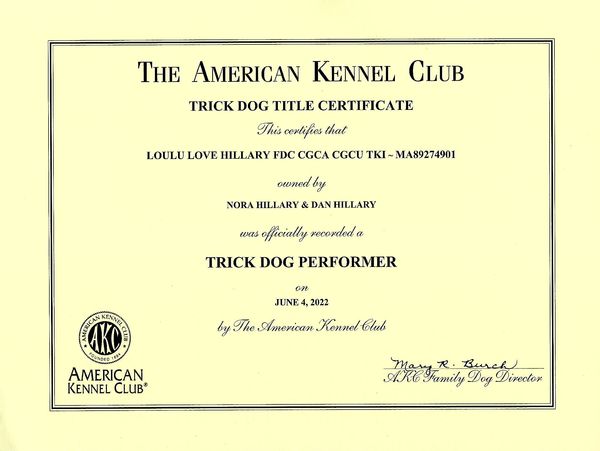 THE AMERICAN KENNEL CLUB
TRICK DOG TITLE CERTIFICATE
This certifies that
LOULU LOVE HILLARY FDC CGCA CGCU TKI ~ MA89274901
owned by
NORA HILLARY & DAN HILLARY
was officially recorded a
TRICK DOG PERFORMER
on
JUNE 4, 2022
by The American Kennel Club
AMERICAN KENNEL CLUB
AKC
FOUNDED 1884
AMERICAN
KENNEL CLUB®
Mary R. Burch
AKC Family Dog Director